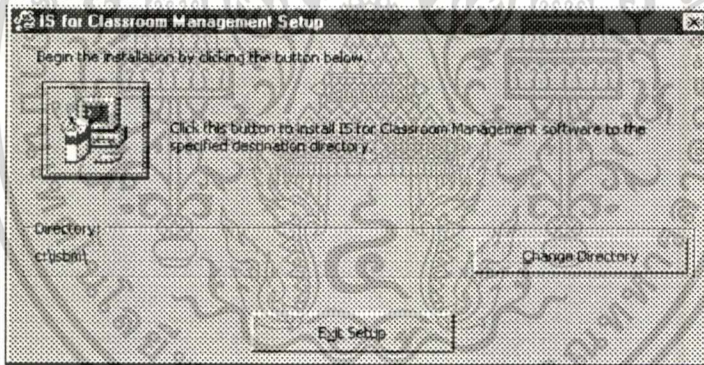 IS for Classroom Management Setup
Begin the installation by clicking the button below.
Click this button to install IS for Classroom Management software to the
specified destination directory.
Directory:
c:\isbm\
Change Directory
Exit Setup